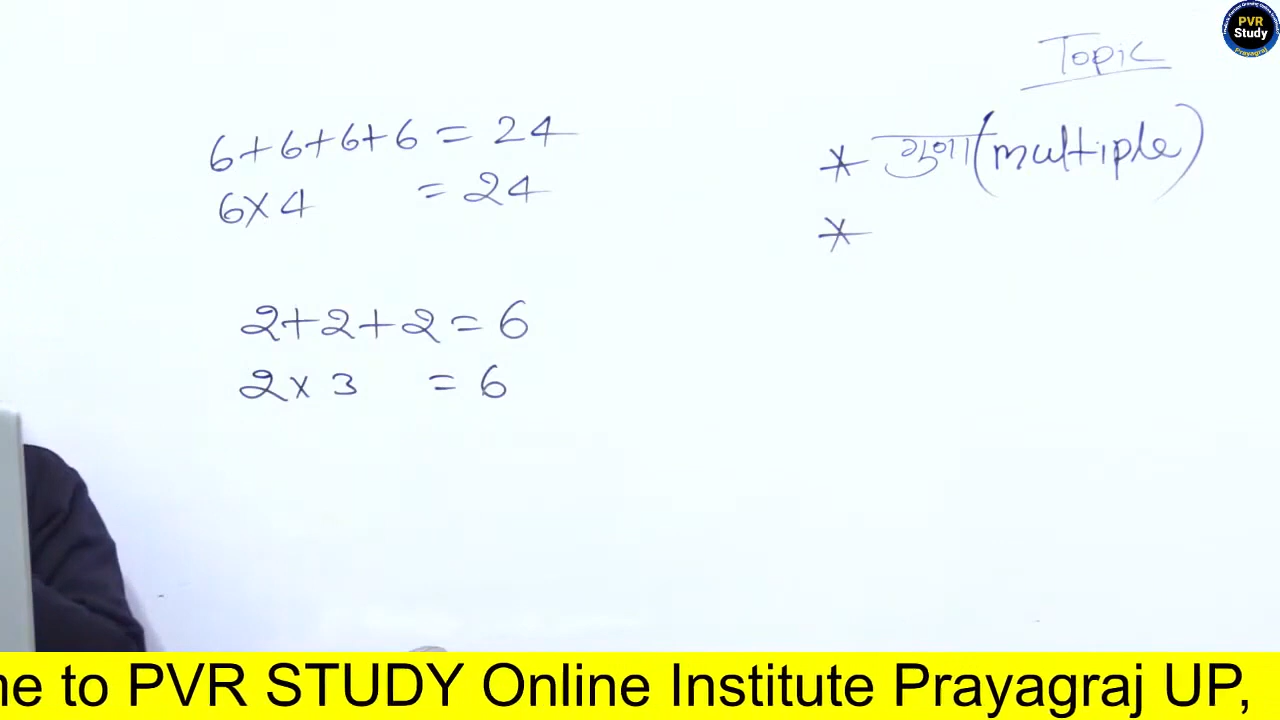 PVR
Study
Prayagraj
Topic
6+6+6+6 = 24
6×4 = 24
* गुणा (multiple)
*
2+2+2 = 6
2×3 = 6
ne to PVR STUDY Online Institute Prayagraj UP,